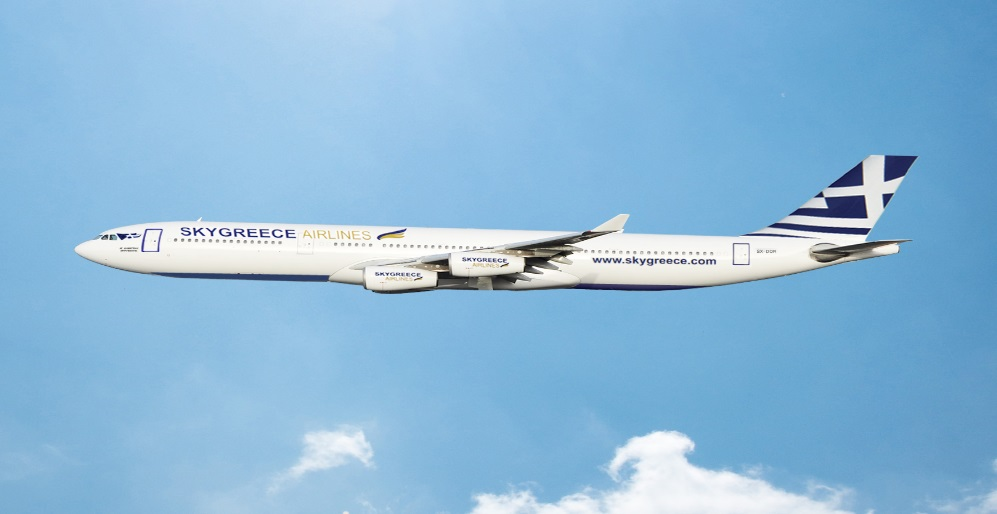 SKYGREECE AIRLINES
SKYGREECE
AIRLINES
SKYGREECE
AIRLINES
www.skygreece.com